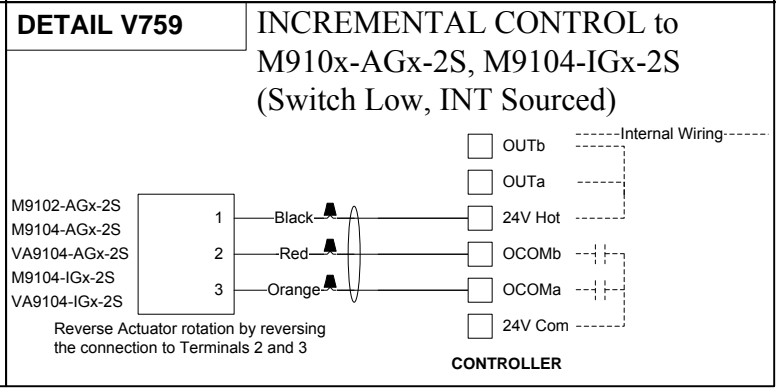 DETAIL V759
INCREMENTAL CONTROL to
M910x-AGx-2S, M9104-IGx-2S
(Switch Low, INT Sourced)
OUTb
Internal Wiring
OUTa
M9102-AGx-2S
M9104-AGx-2S
VA9104-AGx-2S
M9104-IGx-2S
VA9104-IGx-2S
1 Black 24V Hot
2 Red OCOMb
3 Orange OCOMa
24V Com
Reverse Actuator rotation by reversing
the connection to Terminals 2 and 3
CONTROLLER